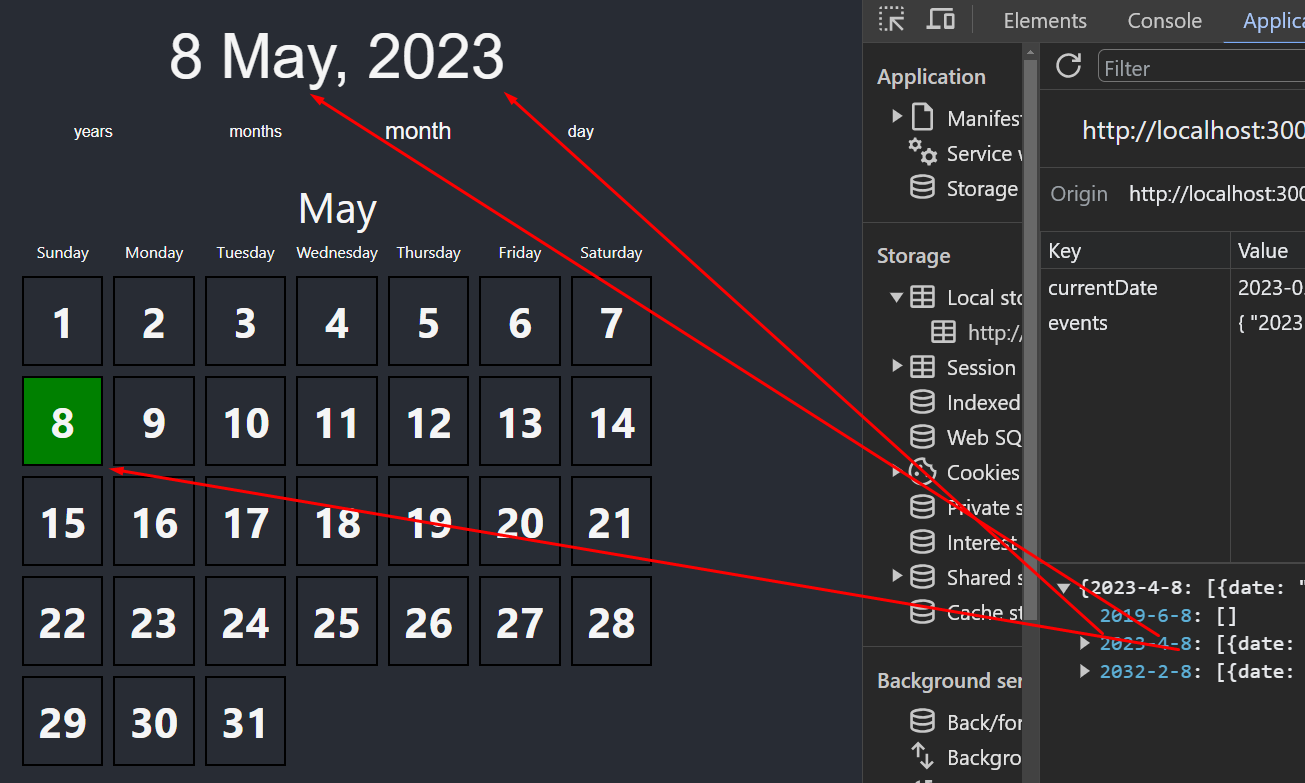 8 May, 2023
years months month day
May
Sunday Monday Tuesday Wednesday Thursday Friday Saturday
1 2 3 4 5 6 7
8 9 10 11 12 13 14
15 16 17 18 19 20 21
22 23 24 25 26 27 28
29 30 31
Elements Console Applica
Application
Manifes
Service
Storage
Storage
Local sto
http:/
Session
Indexed
Web SQ
Cookies
Private s
Interest
Shared s
Cache st
Background ser
Back/for
Backgro
Filter
http://localhost:300
Origin http://localhost:300
Key Value
currentDate 2023-0
events { "2023
{2023-4-8: [{date: "
2019-6-8: []
2023-4-8: [{date:
2032-2-8: [{date: